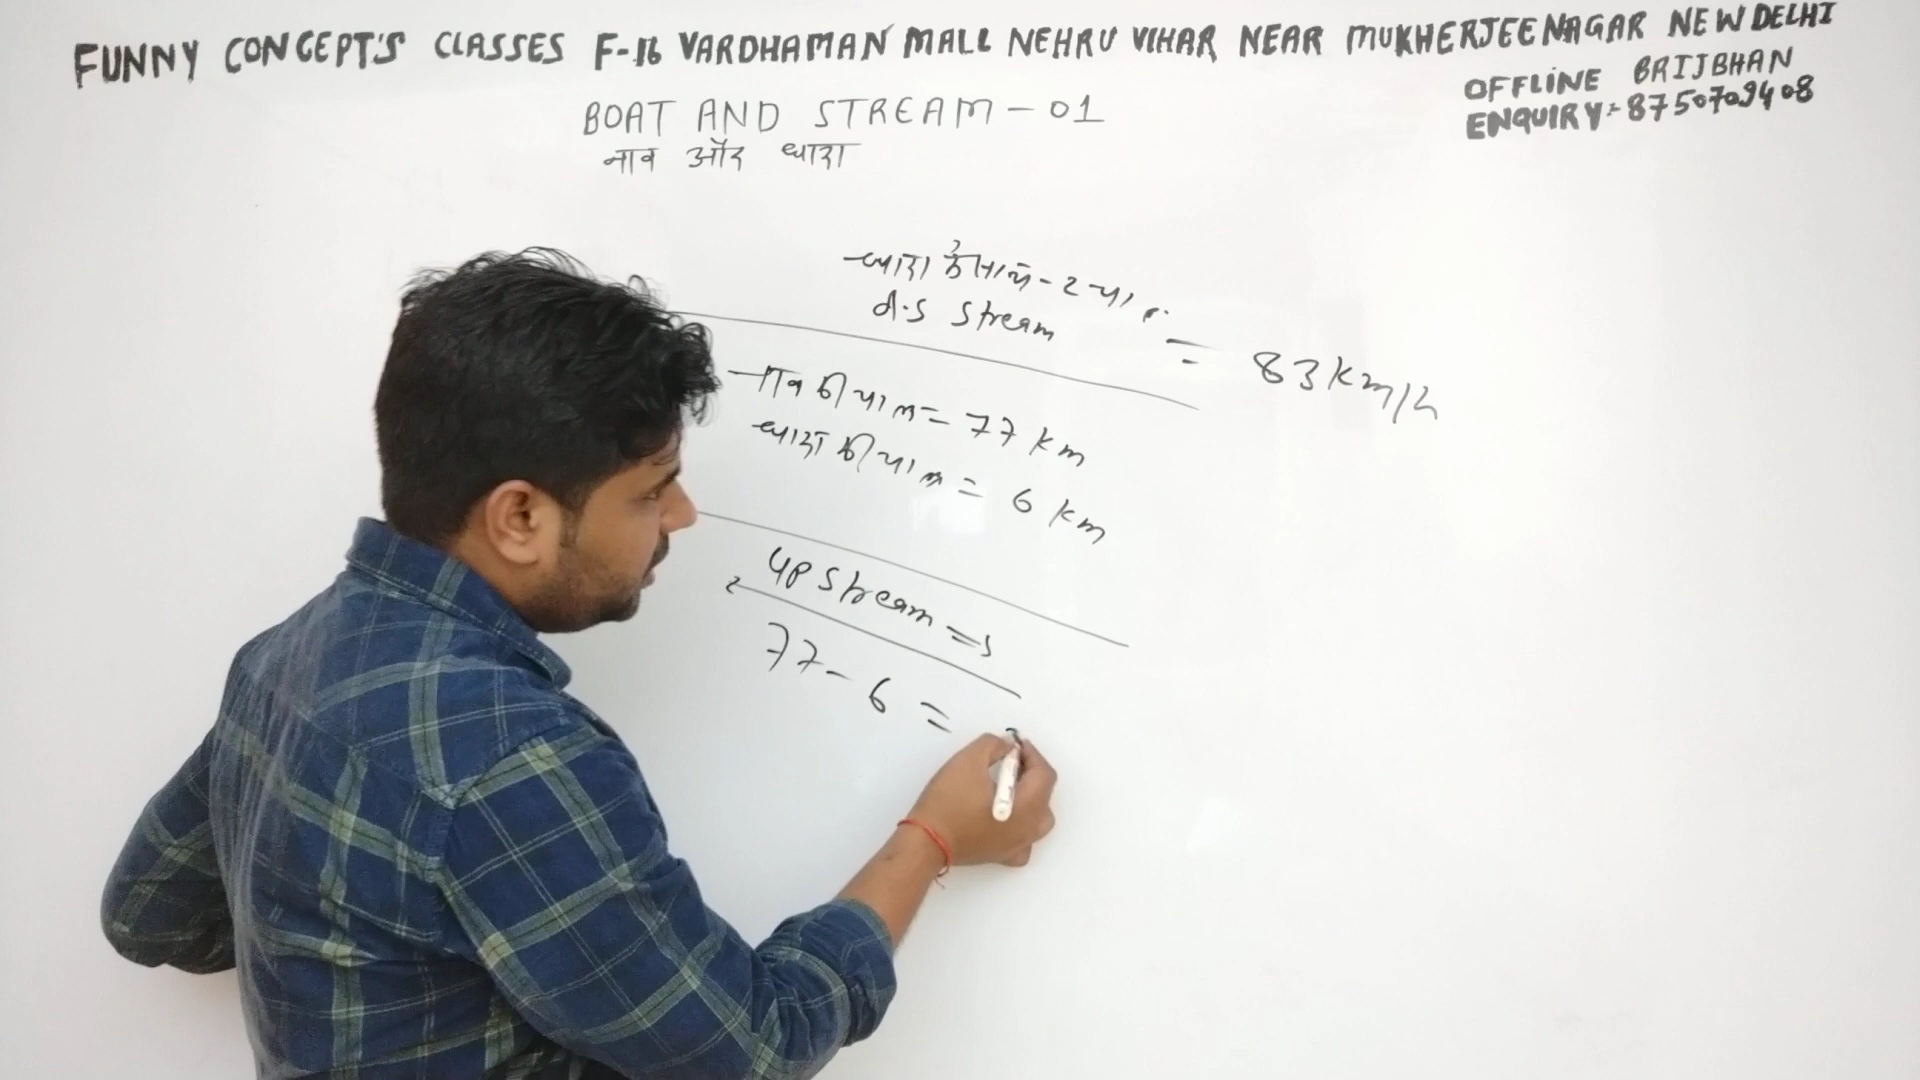 FUNNY CONCEPT'S CLASSES F-16 VARDHAMAN MALL NEHRU VIHAR NEAR MUKHERJEE NAGAR NEW DELHI
OFFLINE BRIJBHAN
ENQUIRY:- 8750709408
BOAT AND STREAM - 01
नाव और धारा
धारा के साथ -
d.s stream = 83 km/h
नाव की चाल = 77 km
धारा की चाल = 6 km
UP stream =
77 - 6 =